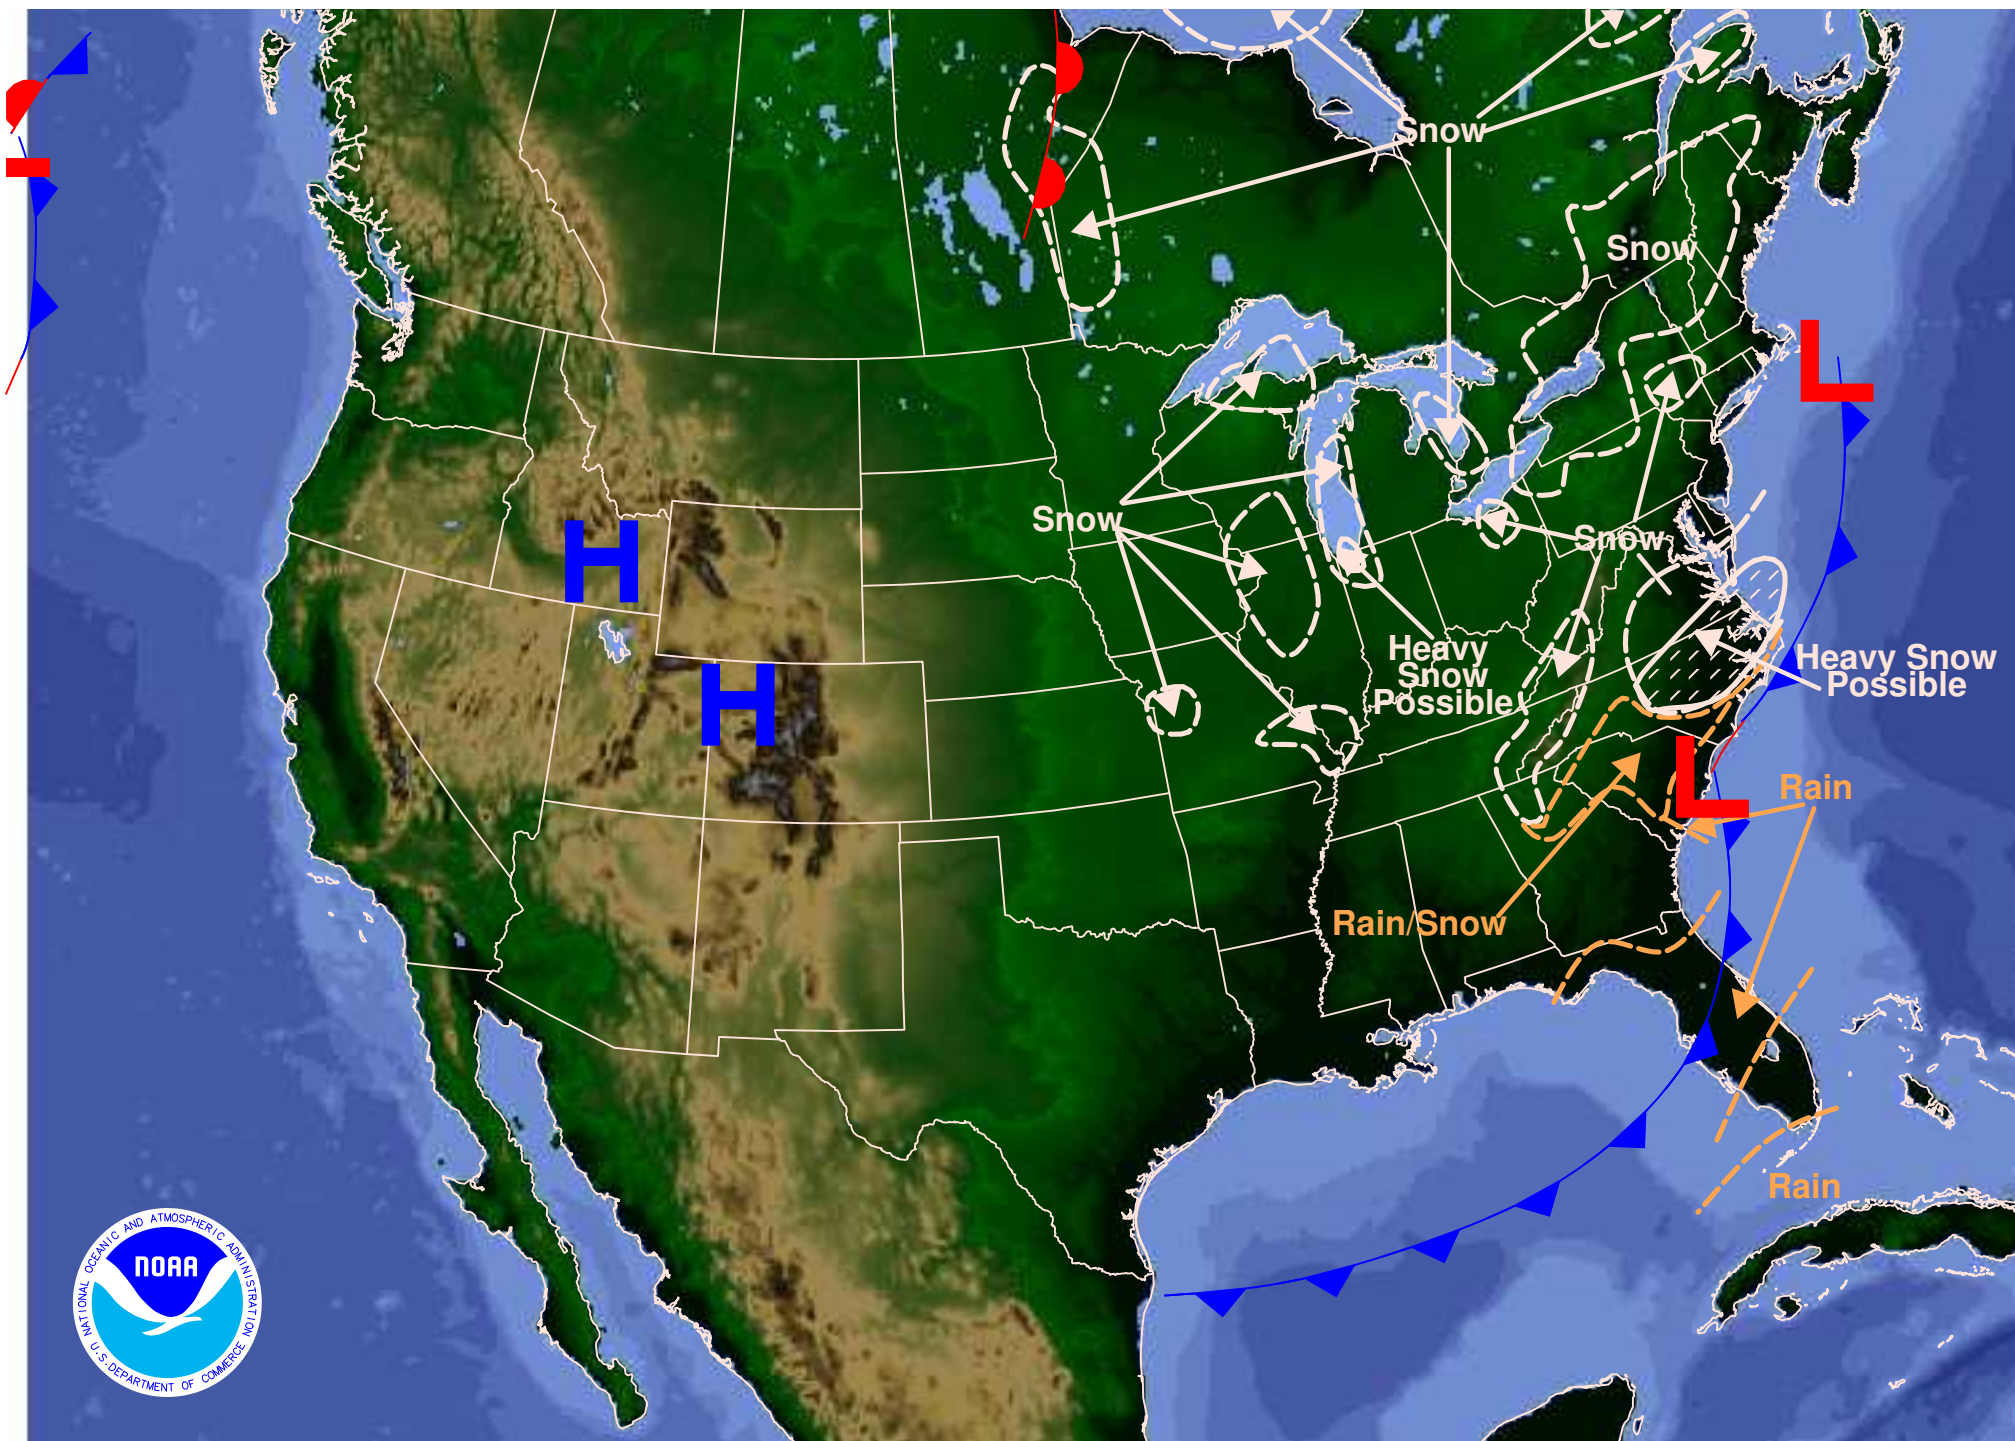 Snow
Snow
Snow
Snow
Heavy
Snow
Possible
Heavy Snow
Possible
Rain
Rain/Snow
Rain
H
H
L
L
NATIONAL OCEANIC AND ATMOSPHERIC ADMINISTRATION
NOAA
U.S. DEPARTMENT OF COMMERCE